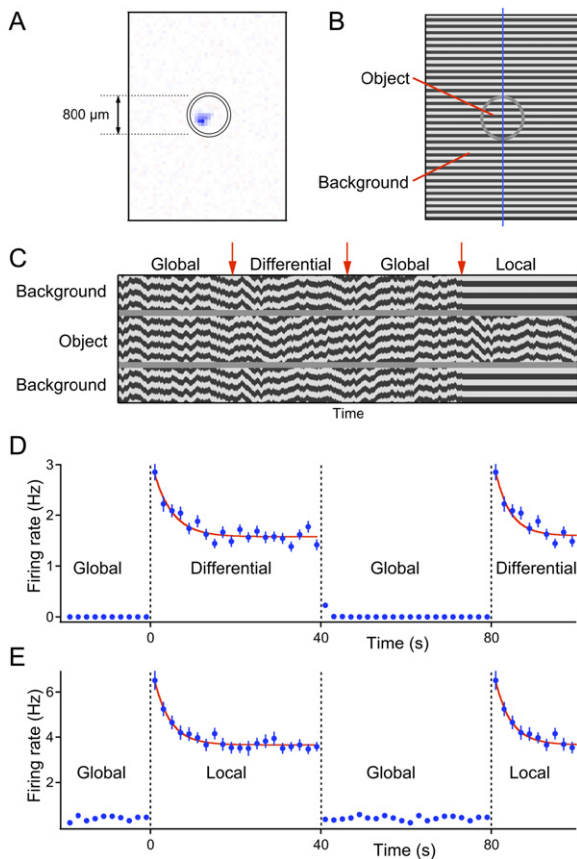 A
800 µm
B
Object
Background
C
Global Differential Global Local
Background
Object
Background
Time
D
Firing rate (Hz)
3
2
1
0
Global Differential Global Differential
0 40 80
Time (s)
E
Firing rate (Hz)
6
4
2
Global Local Global Local
0 40 80
Time (s)